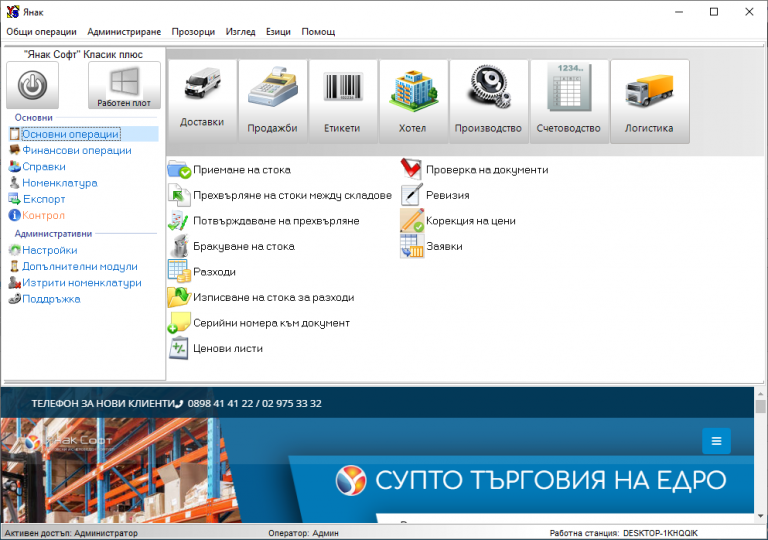 Янак
Общи операции Администриране Прозорци Изглед Езици Помощ
"Янак Софт" Класик плюс
Работен плот
Доставки
Продажби
Етикети
Хотел
Производство
1234..
Счетоводство
Логистика
Основни
Основни операции
Финансови операции
Справки
Номенклатура
Експорт
Контрол
Административни
Настройки
Допълнителни модули
Изтрити номенклатури
Поддръжка
Приемане на стока
Прехвърляне на стоки между складове
Потвърждаване на прехвърляне
Бракуване на стока
Разходи
Изписване на стока за разходи
Серийни номера към документ
Ценови листи
Проверка на документи
Ревизия
Корекция на цени
Заявки
ТЕЛЕФОН ЗА НОВИ КЛИЕНТИ 0898 41 41 22 / 02 975 33 32
Янак Софт
СУПТО ТЪРГОВИЯ НА ЕДРО
Активен достъп: Администратор Оператор: Админ Работна станция: DESKTOP-1KHQQIK